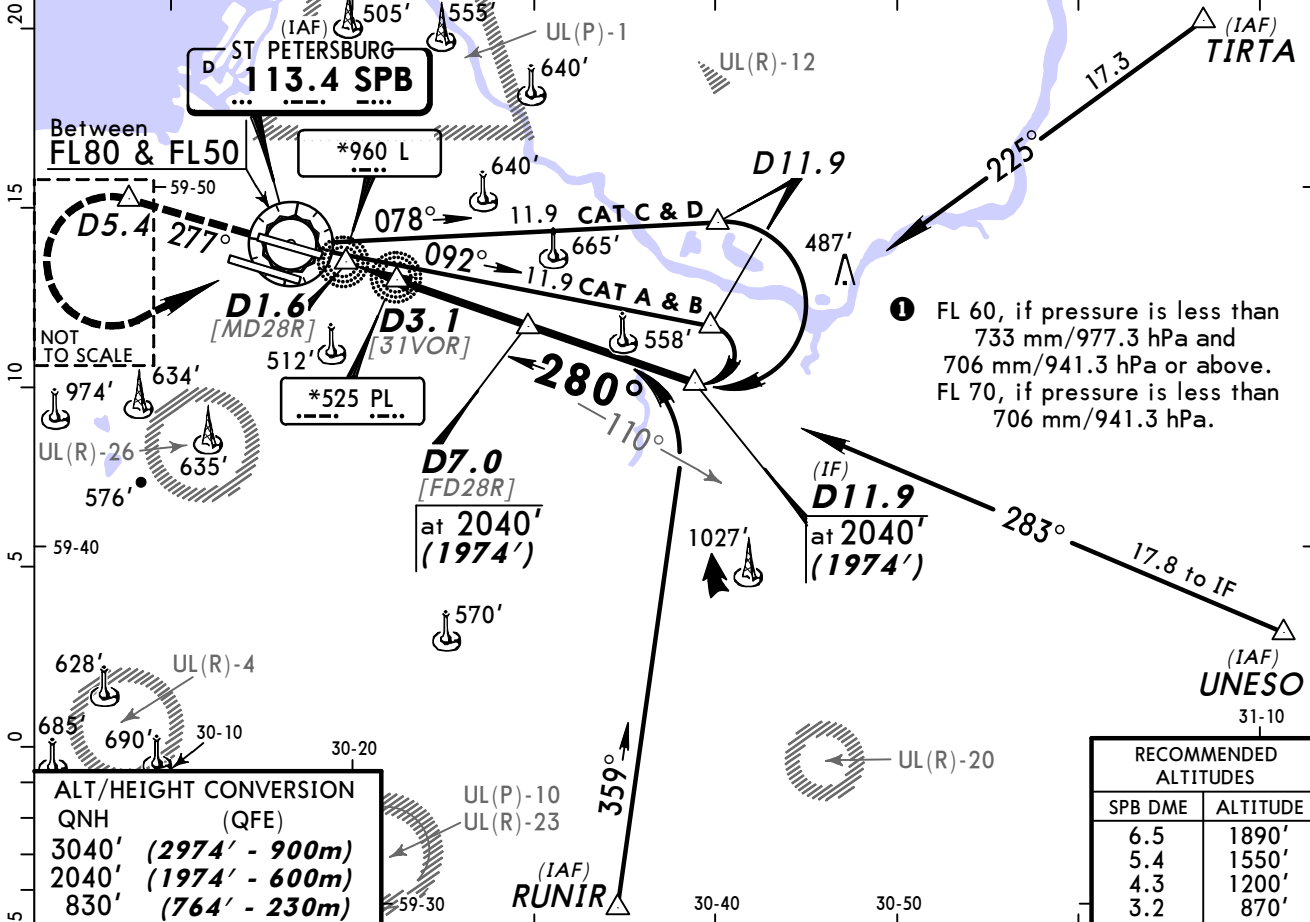 20
505'
555'
UL(P)-1
(IAF)
TIRTA
(IAF)
ST PETERSBURG
D
113.4 SPB
640'
UL(R)-12
17.3
Between
FL80 & FL50
*960 L
640'
D11.9
225°
15
59-50
D5.4
277°
078°
11.9 CAT C & D
665'
487'
092°
11.9 CAT A & B
D1.6
[MD28R]
D3.1
[31VOR]
558'
NOT
TO SCALE
512'
1 FL 60, if pressure is less than
733 mm/977.3 hPa and
706 mm/941.3 hPa or above.
FL 70, if pressure is less than
706 mm/941.3 hPa.
10
974'
634'
*525 PL
280°
110°
UL(R)-26
635'
576'
D7.0
[FD28R]
at 2040'
(1974')
(IF)
D11.9
at 2040'
(1974')
283°
17.8 to IF
5
59-40
1027'
570'
628'
UL(R)-4
(IAF)
UNESO
685'
690'
30-10
31-10
0
30-20
359°
UL(R)-20
ALT/HEIGHT CONVERSION
QNH (QFE)
3040' (2974' - 900m)
2040' (1974' - 600m)
830' (764' - 230m)
UL(P)-10
UL(R)-23
RECOMMENDED
ALTITUDES
SPB DME ALTITUDE
6.5 1890'
5.4 1550'
4.3 1200'
3.2 870'
(IAF)
RUNIR
5
59-30
30-40
30-50